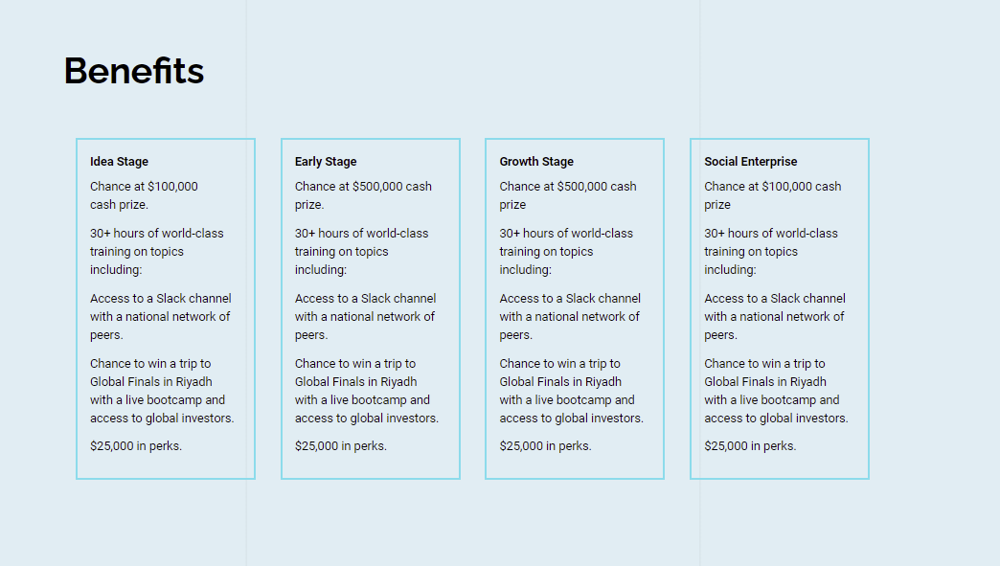 Benefits
Idea Stage
Chance at $100,000
cash prize.
30+ hours of world-class
training on topics
including:
Access to a Slack channel
with a national network of
peers.
Chance to win a trip to
Global Finals in Riyadh
with a live bootcamp and
access to global investors.
$25,000 in perks.
Early Stage
Chance at $500,000 cash
prize.
30+ hours of world-class
training on topics
including:
Access to a Slack channel
with a national network of
peers.
Chance to win a trip to
Global Finals in Riyadh
with a live bootcamp and
access to global investors.
$25,000 in perks.
Growth Stage
Chance at $500,000 cash
prize
30+ hours of world-class
training on topics
including:
Access to a Slack channel
with a national network of
peers.
Chance to win a trip to
Global Finals in Riyadh
with a live bootcamp and
access to global investors.
$25,000 in perks.
Social Enterprise
Chance at $100,000 cash
prize
30+ hours of world-class
training on topics
including:
Access to a Slack channel
with a national network of
peers.
Chance to win a trip to
Global Finals in Riyadh
with a live bootcamp and
access to global investors.
$25,000 in perks.